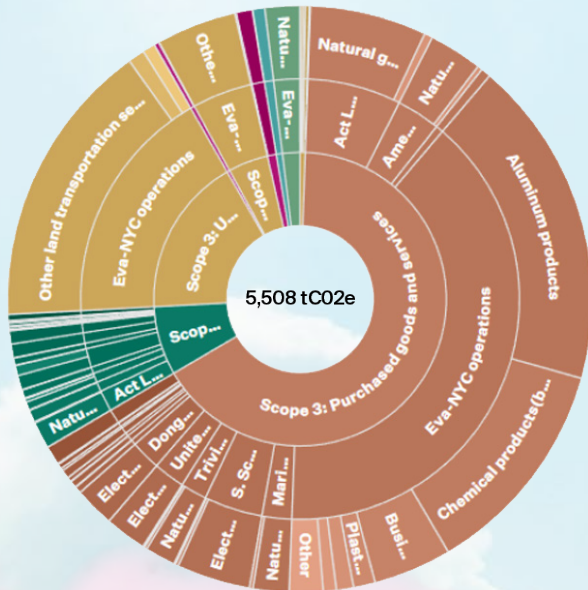 5,508 tC02e
Scope 3: Purchased goods and services
Scop...
Scope 3: U...
Scop...
Act L...
Ame...
Eva-NYC operations
Mari...
S. Sc...
Trivi...
Unite...
Dong...
Act L...
Eva-NYC operations
Eva-...
Eva-...
Natural g...
Natu...
Aluminum products
Chemical products(b...
Busi...
Plast...
Other
Natu...
Elect...
Natu...
Elect...
Elect...
Natu...
Other land transportation se...
Othe...
Natu...